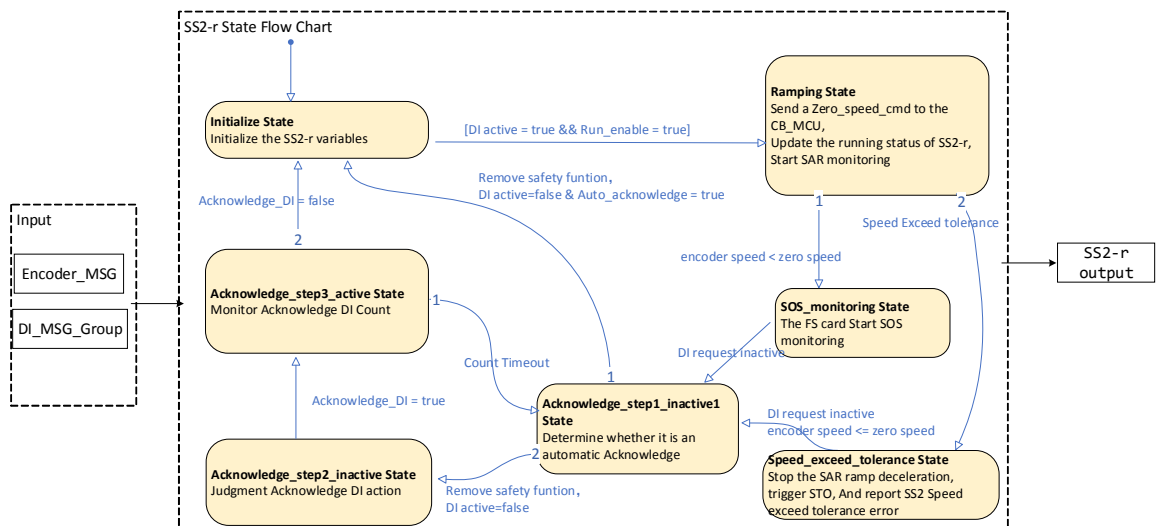 SS2-r State Flow Chart
Initialize State
Initialize the SS2-r variables
[DI active = true && Run_enable = true]
Ramping State
Send a Zero_speed_cmd to the
CB_MCU,
Update the running status of SS2-r,
Start SAR monitoring
Remove safety funtion，
DI active=false & Auto_acknowledge = true
Acknowledge_DI = false
1
2
Speed Exceed tolerance
Input
Encoder_MSG
DI_MSG_Group
2
encoder speed < zero speed
SS2-r
output
Acknowledge_step3_active State
Monitor Acknowledge DI Count
1
SOS_monitoring State
The FS card Start SOS
monitoring
Count Timeout
DI request inactive
1
Acknowledge_DI = true
Acknowledge_step1_inactive1
State
Determine whether it is an
automatic Acknowledge
DI request inactive
encoder speed <= zero speed
2
Acknowledge_step2_inactive State
Judgment Acknowledge DI action
Remove safety funtion，
DI active=false
Speed_exceed_tolerance State
Stop the SAR ramp deceleration,
trigger STO, And report SS2 Speed
exceed tolerance error